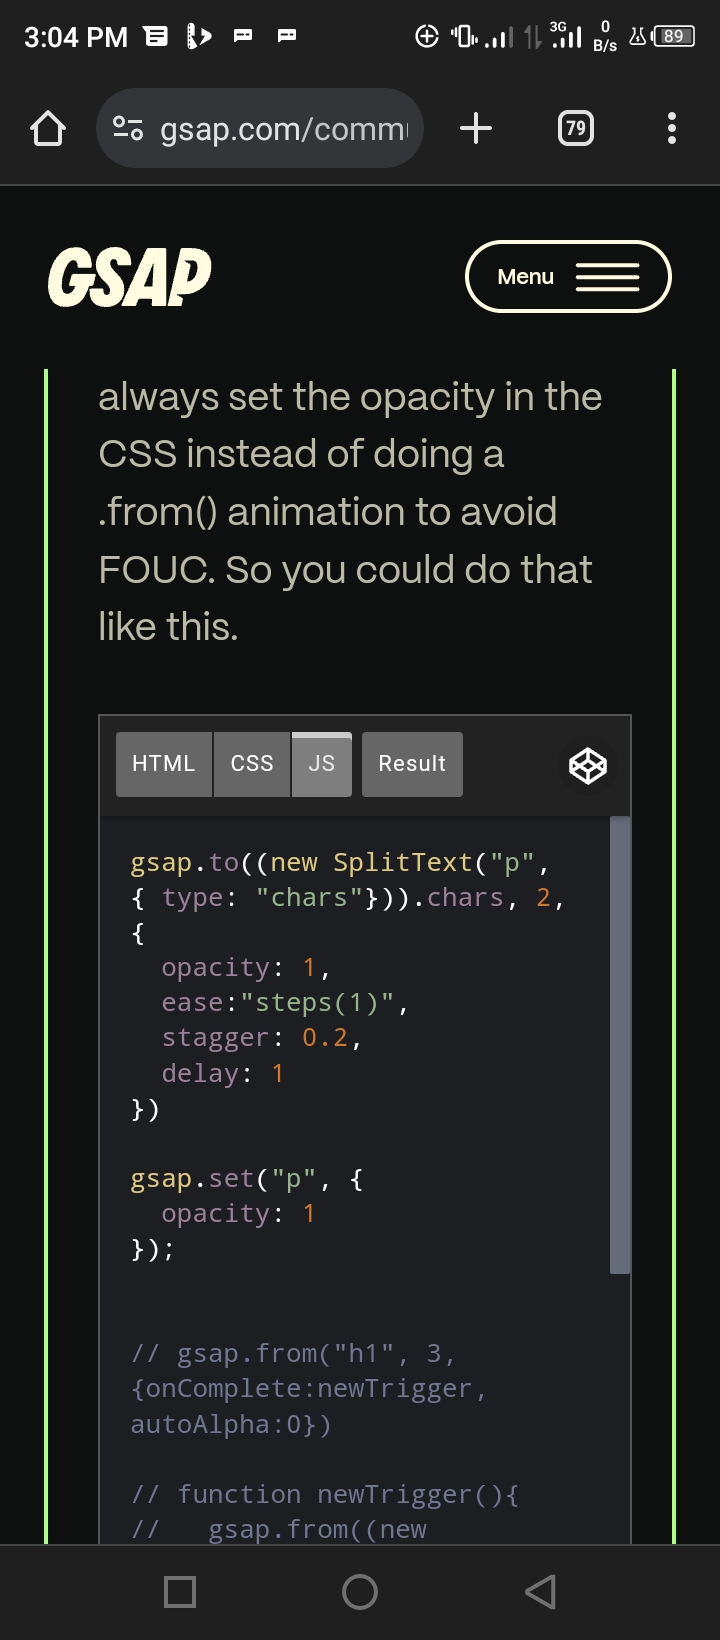 3:04 PM
3G
0
B/s
89
gsap.com/comm
79
GSAP
Menu
always set the opacity in the
CSS instead of doing a
.from() animation to avoid
FOUC. So you could do that
like this.
HTML
CSS
JS
Result
gsap.to((new SplitText("p",
{ type: "chars"})).chars, 2,
{
  opacity: 1,
  ease:"steps(1)",
  stagger: 0.2,
  delay: 1
})
gsap.set("p", {
  opacity: 1
});
// gsap.from("h1", 3,
{onComplete:newTrigger,
autoAlpha:0})
// function newTrigger(){
//   gsap.from((new